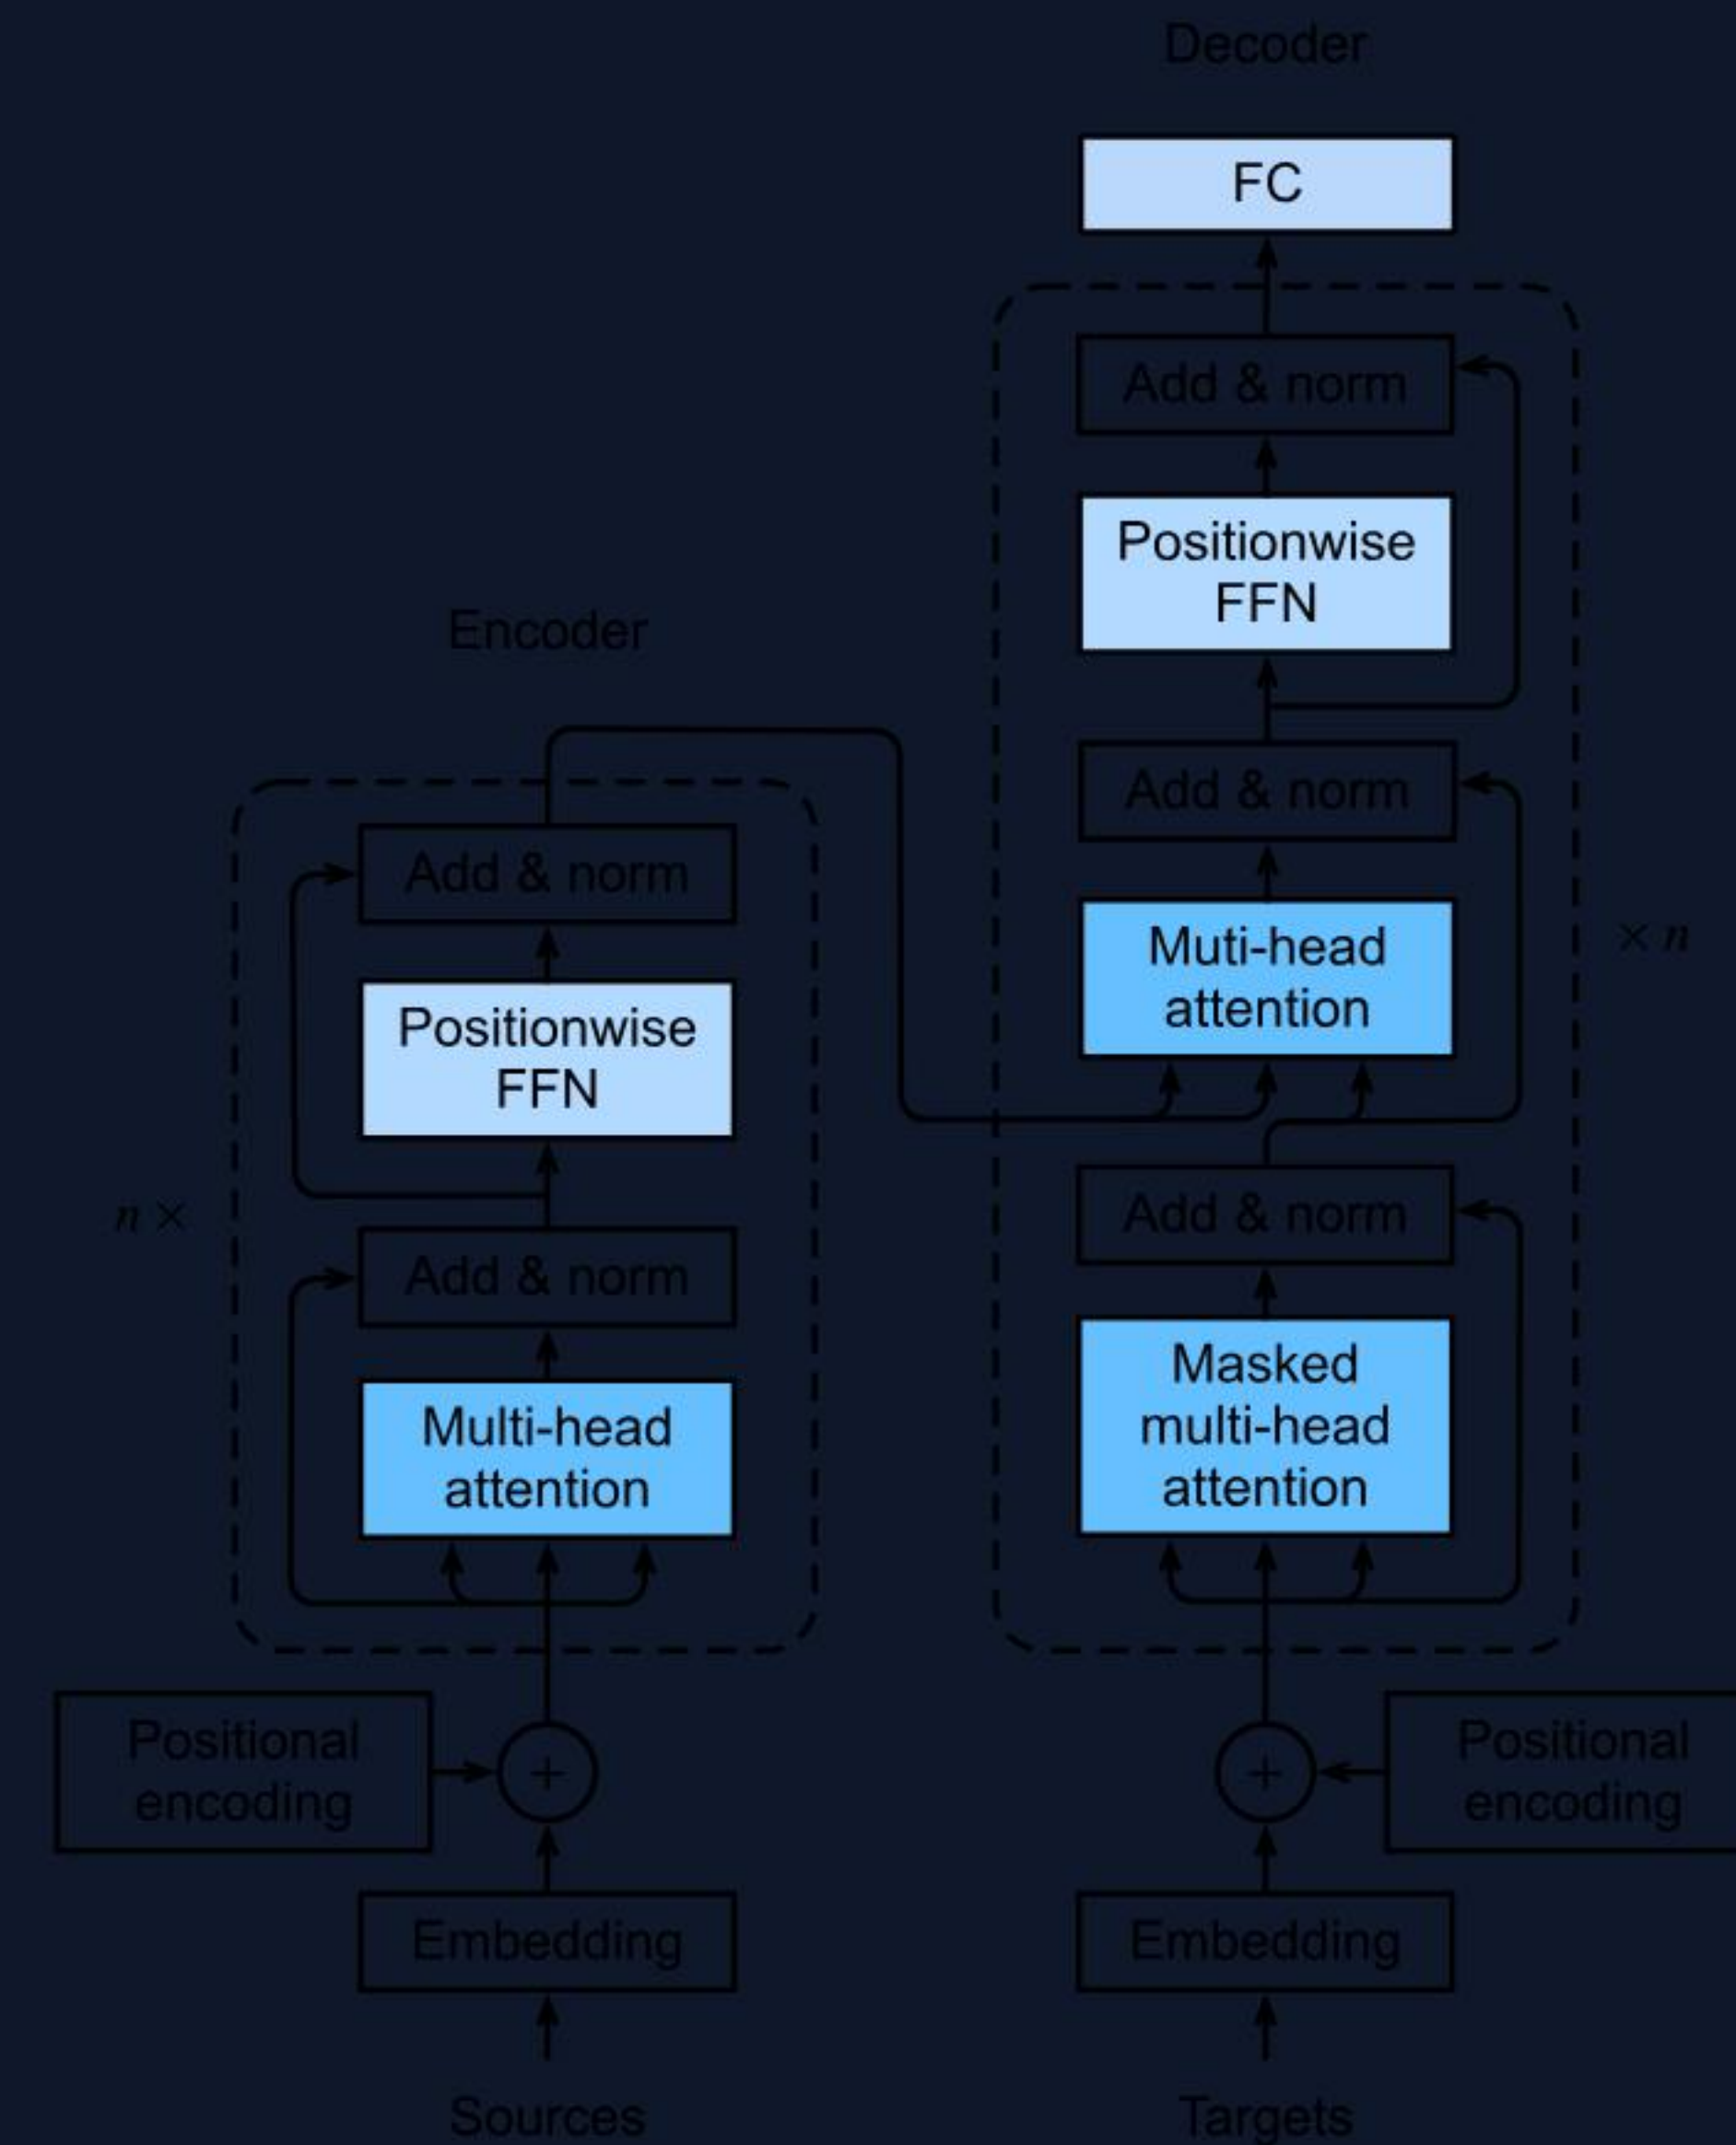 Decoder
FC
Add & norm
Positionwise
FFN
Add & norm
Muti-head
attention
× n
Add & norm
Masked
multi-head
attention
Positional
encoding
+
Embedding
Targets
Encoder
Add & norm
Positionwise
FFN
n ×
Add & norm
Multi-head
attention
Positional
encoding
+
Embedding
Sources